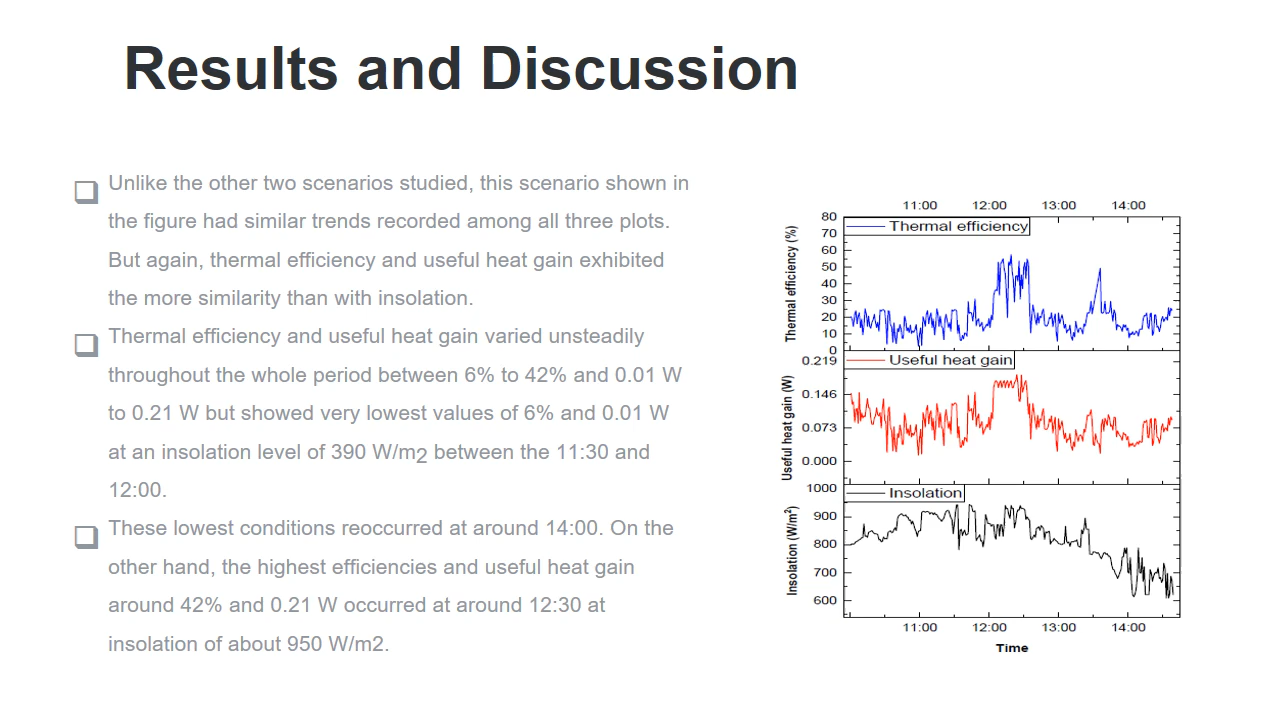 Results and Discussion
❑ Unlike the other two scenarios studied, this scenario shown in
the figure had similar trends recorded among all three plots.
But again, thermal efficiency and useful heat gain exhibited
the more similarity than with insolation.
❑ Thermal efficiency and useful heat gain varied unsteadily
throughout the whole period between 6% to 42% and 0.01 W
to 0.21 W but showed very lowest values of 6% and 0.01 W
at an insolation level of 390 W/m2 between the 11:30 and
12:00.
❑ These lowest conditions reoccurred at around 14:00. On the
other hand, the highest efficiencies and useful heat gain
around 42% and 0.21 W occurred at around 12:30 at
insolation of about 950 W/m2.
11:00 12:00 13:00 14:00
Thermal efficiency (%)
80
70
60
50
40
30
20
10
0
Thermal efficiency
Useful heat gain (W)
0.219
0.146
0.073
0.000
Useful heat gain
Insolation (W/m²)
1000
900
800
700
600
Insolation
11:00 12:00 13:00 14:00
Time